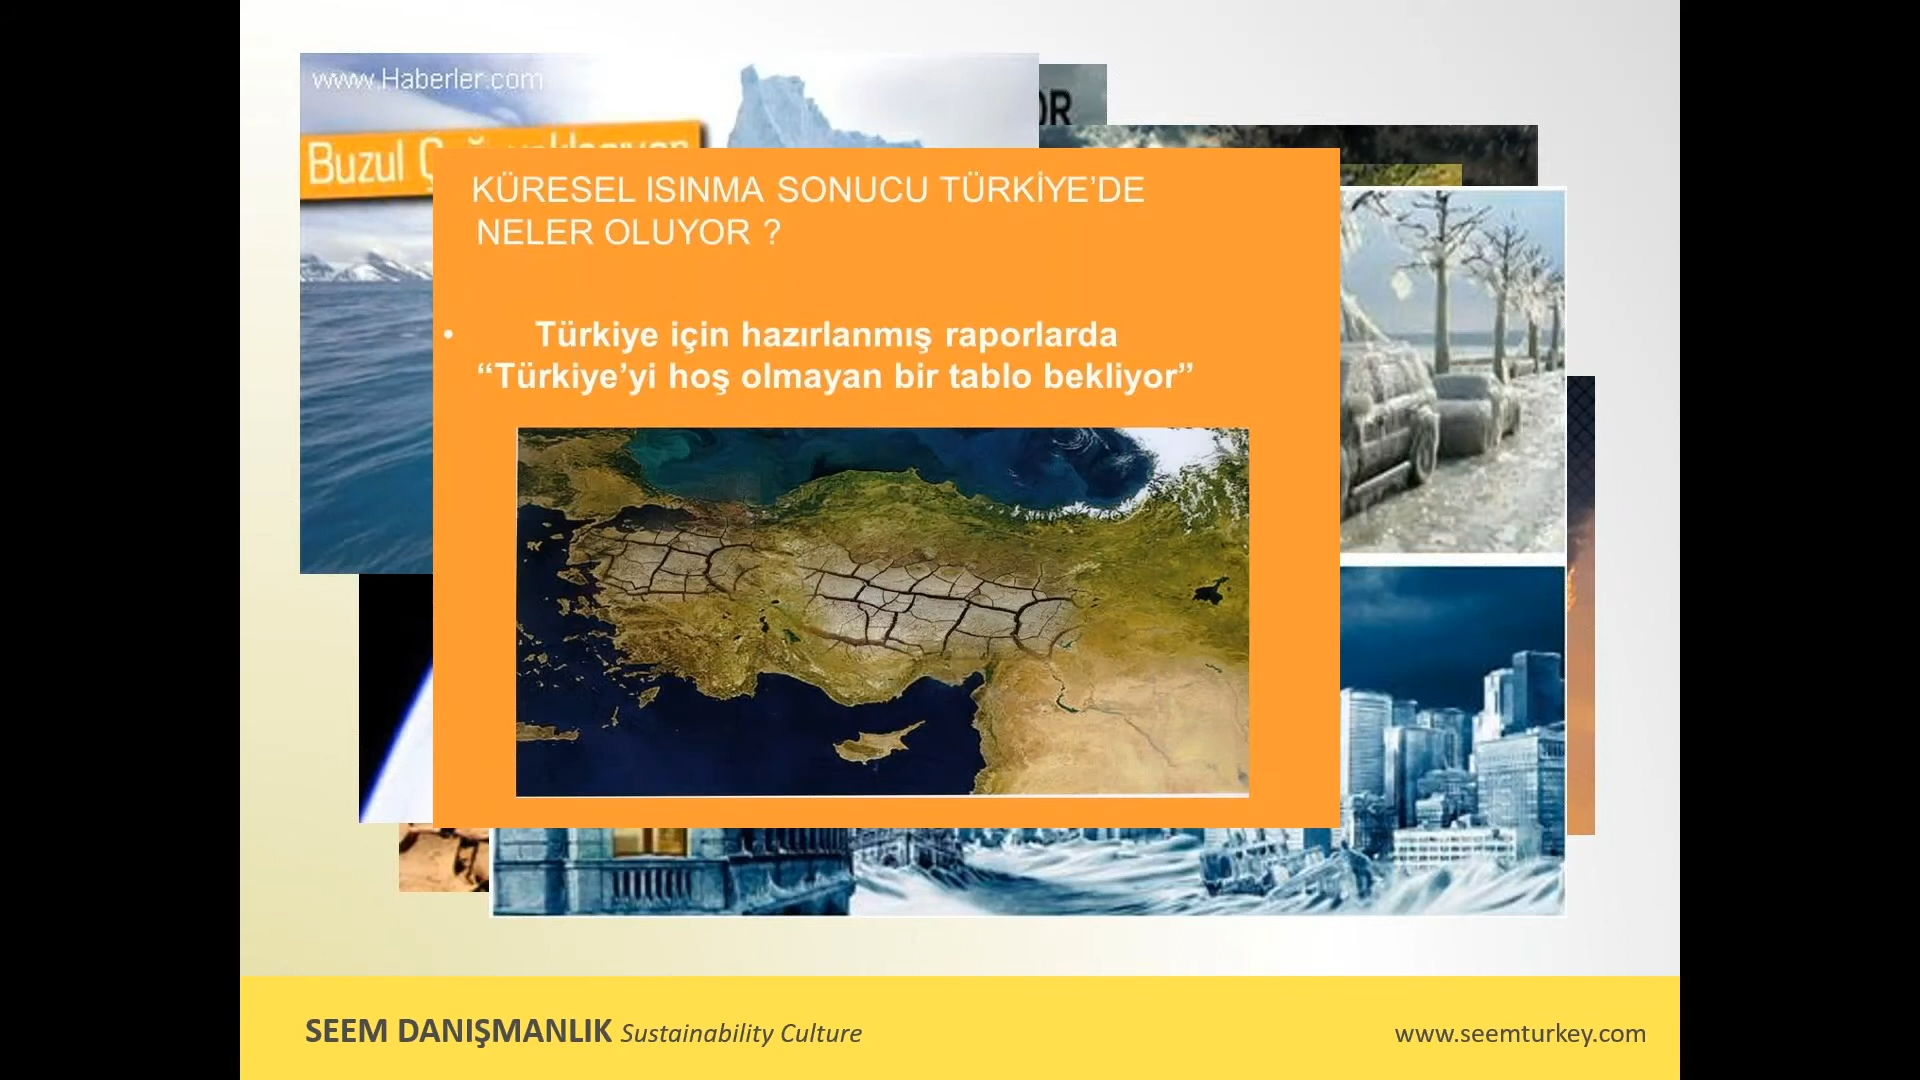 www.Haberler.com
OR
Buzul
KÜRESEL ISINMA SONUCU TÜRKİYE’DE
NELER OLUYOR ?
• Türkiye için hazırlanmış raporlarda
“Türkiye’yi hoş olmayan bir tablo bekliyor”
SEEM DANIŞMANLIK Sustainability Culture
www.seemturkey.com